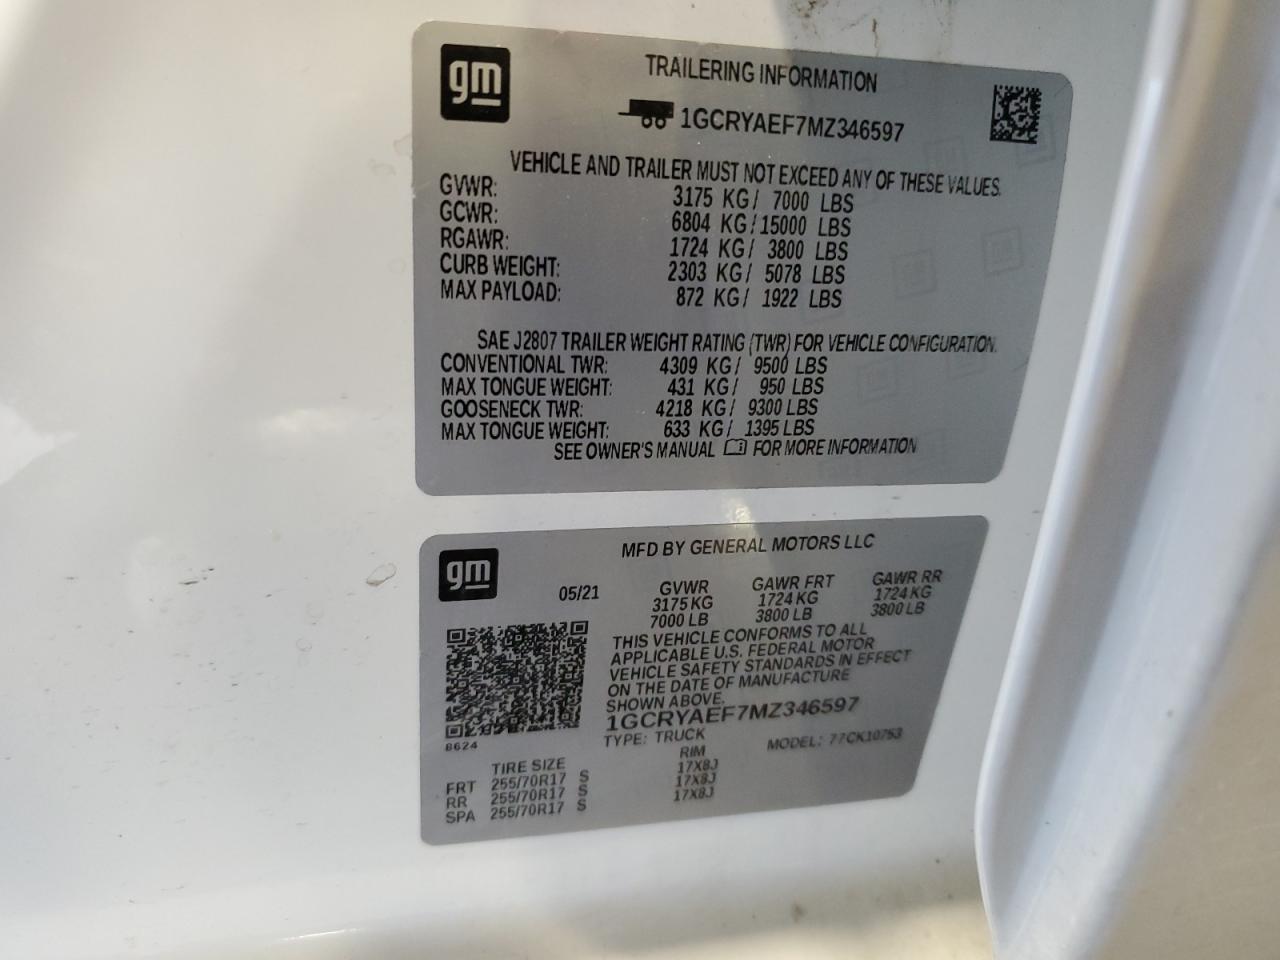 gm
TRAILERING INFORMATION
1GCRYAEF7MZ346597
VEHICLE AND TRAILER MUST NOT EXCEED ANY OF THESE VALUES.
GVWR: 3175 KG/ 7000 LBS
GCWR: 6804 KG/15000 LBS
RGAWR: 1724 KG/ 3800 LBS
CURB WEIGHT: 2303 KG/ 5078 LBS
MAX PAYLOAD: 872 KG/ 1922 LBS
SAE J2807 TRAILER WEIGHT RATING (TWR) FOR VEHICLE CONFIGURATION.
CONVENTIONAL TWR: 4309 KG/ 9500 LBS
MAX TONGUE WEIGHT: 431 KG/ 950 LBS
GOOSENECK TWR: 4218 KG/ 9300 LBS
MAX TONGUE WEIGHT: 633 KG/ 1395 LBS
SEE OWNER'S MANUAL FOR MORE INFORMATION
gm
MFD BY GENERAL MOTORS LLC
05/21 GVWR GAWR FRT GAWR RR
3175 KG 1724 KG 1724 KG
7000 LB 3800 LB 3800 LB
THIS VEHICLE CONFORMS TO ALL
APPLICABLE U.S. FEDERAL MOTOR
VEHICLE SAFETY STANDARDS IN EFFECT
ON THE DATE OF MANUFACTURE
SHOWN ABOVE.
1GCRYAEF7MZ346597
8624
TYPE: TRUCK MODEL: 77CK10753
TIRE SIZE RIM
FRT 255/70R17 S 17X8J
RR 255/70R17 S 17X8J
SPA 255/70R17 S 17X8J